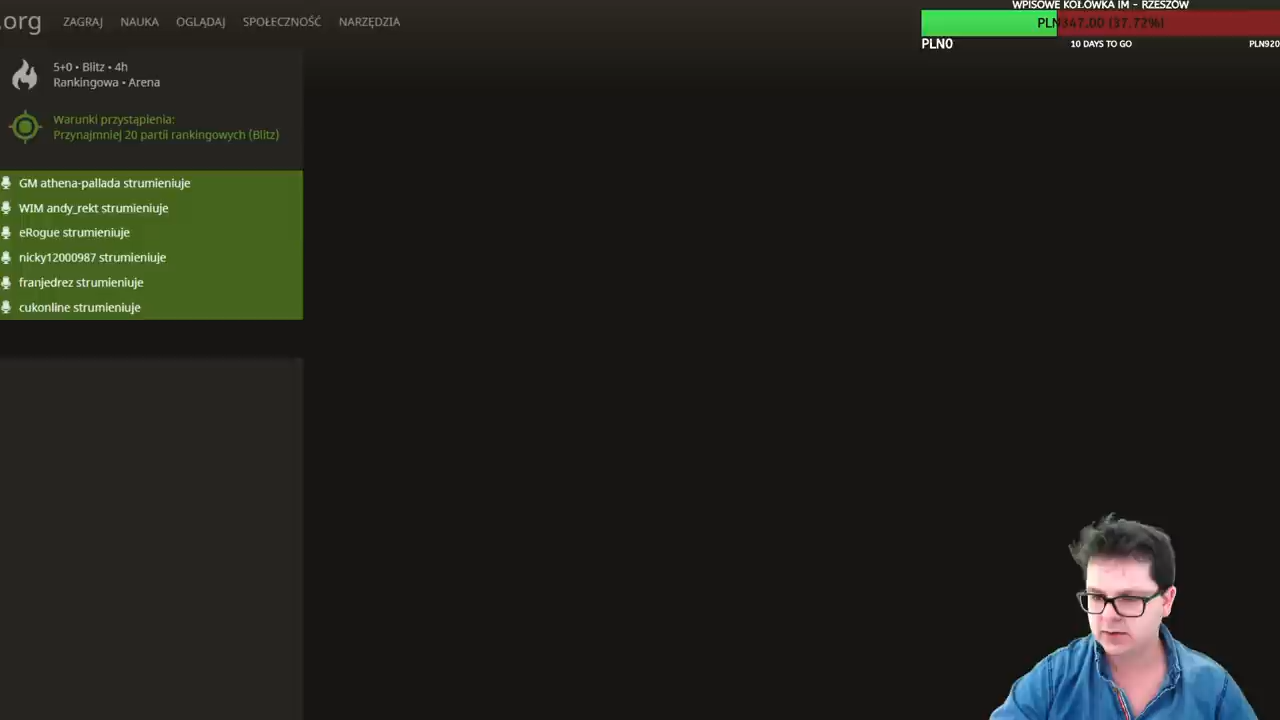 .org ZAGRAJ NAUKA OGLĄDAJ SPOŁECZNOŚĆ NARZĘDZIA
WPISOWE KOŁÓWKA IM - RZESZÓW
PLN347.00 (37.72%)
PLN0 10 DAYS TO GO PLN920
5+0 • Blitz • 4h
Rankingowa • Arena
Warunki przystąpienia:
Przynajmniej 20 partii rankingowych (Blitz)
GM athena-pallada strumieniuje
WIM andy_rekt strumieniuje
eRogue strumieniuje
nicky12000987 strumieniuje
franjedrez strumieniuje
cukonline strumieniuje